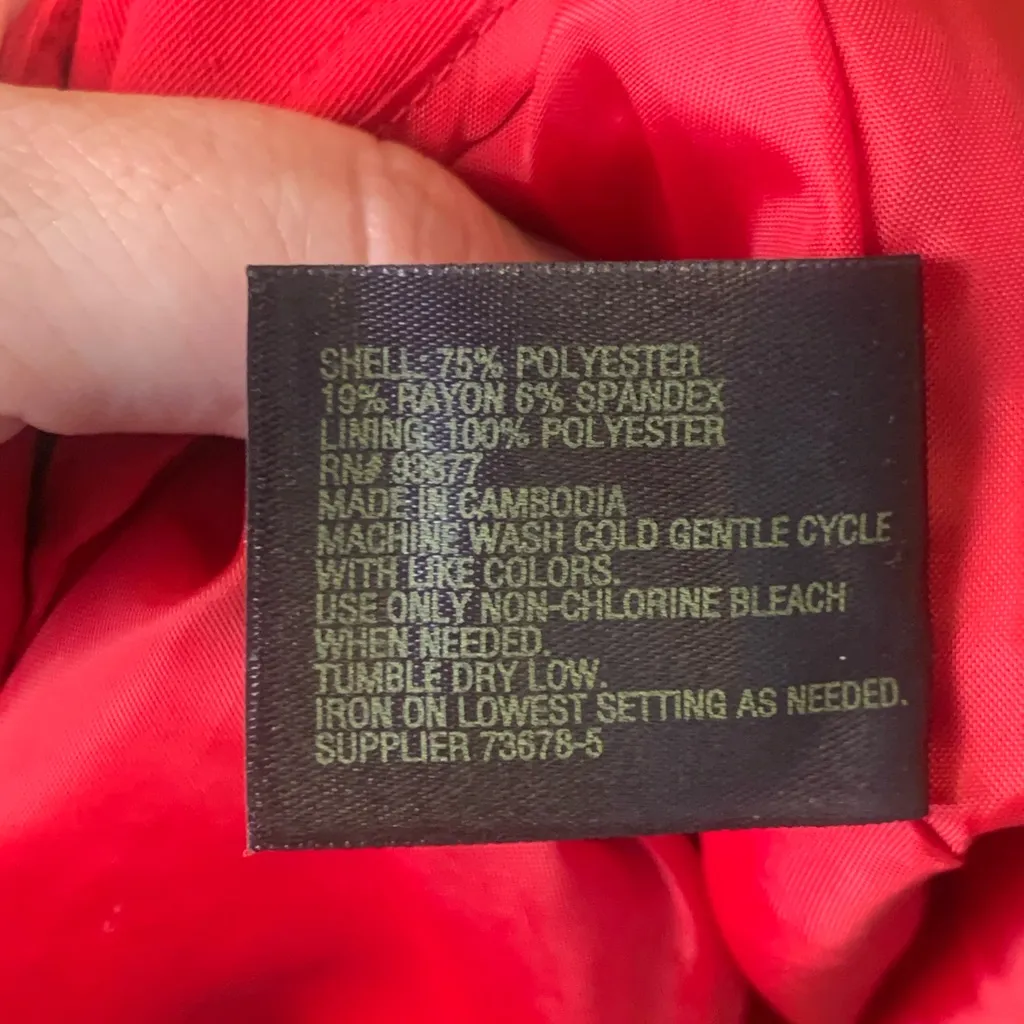 SHELL: 75% POLYESTER
19% RAYON 6% SPANDEX
LINING: 100% POLYESTER
RN# 93677
MADE IN CAMBODIA
MACHINE WASH COLD GENTLE CYCLE
WITH LIKE COLORS.
USE ONLY NON-CHLORINE BLEACH
WHEN NEEDED.
TUMBLE DRY LOW.
IRON ON LOWEST SETTING AS NEEDED.
SUPPLIER 73678-5